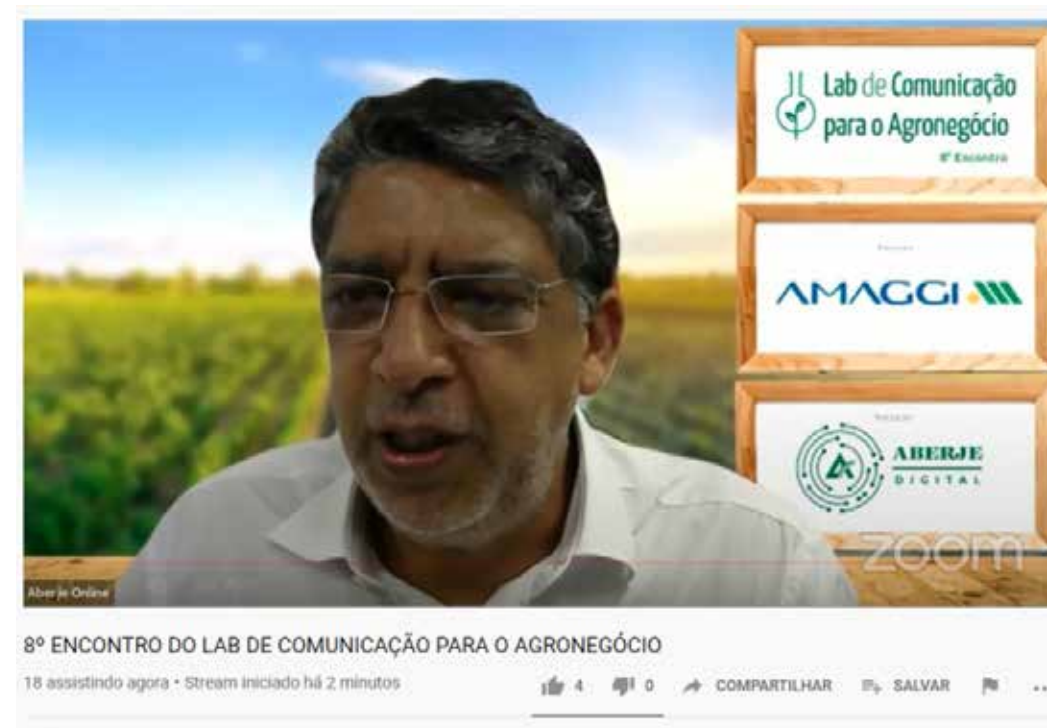 Lab de Comunicação
para o Agronegócio
8º Encontro
AMAGGI
ABERJE
DIGITAL
zoom
Aberje Online
8º ENCONTRO DO LAB DE COMUNICAÇÃO PARA O AGRONEGÓCIO
18 assistindo agora • Stream iniciado há 2 minutos
4 0 COMPARTILHAR SALVAR ...